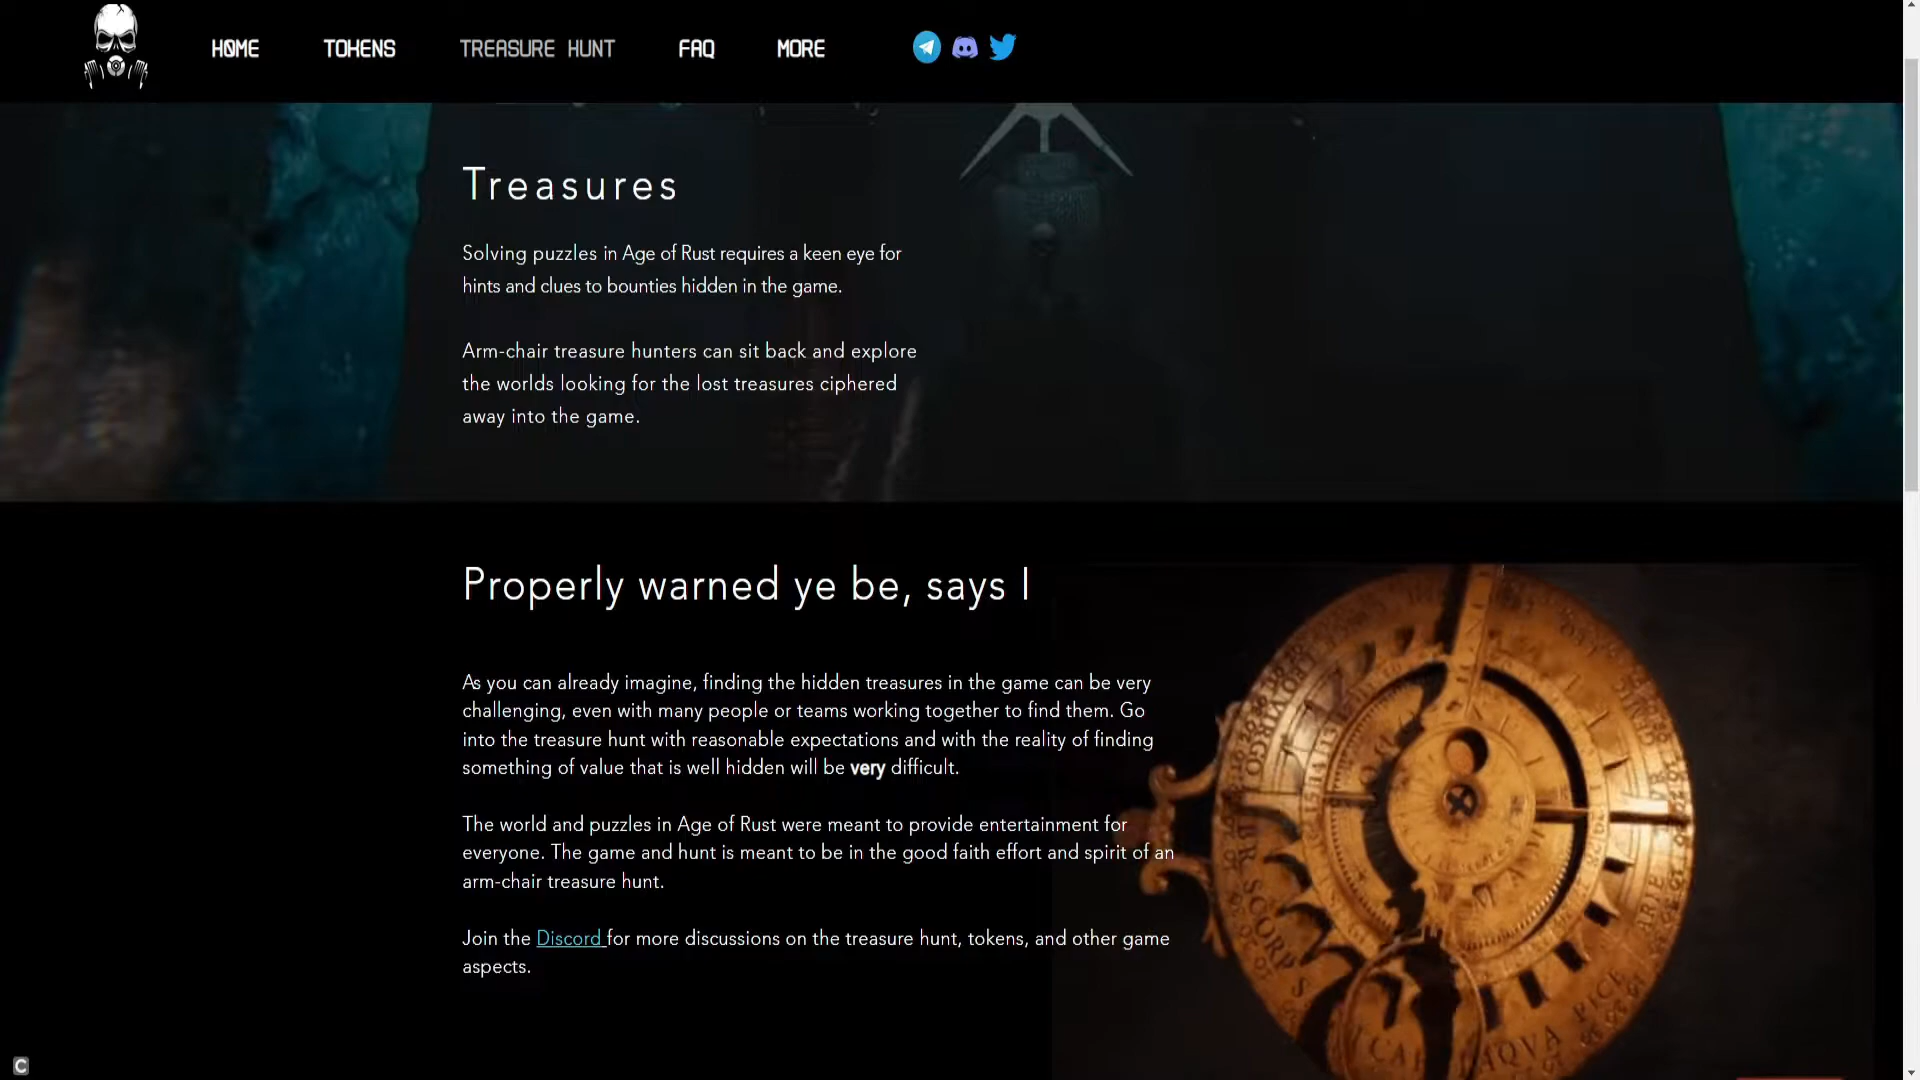 HOME
TOKENS
TREASURE HUNT
FAQ
MORE
Treasures
Solving puzzles in Age of Rust requires a keen eye for
hints and clues to bounties hidden in the game.
Arm-chair treasure hunters can sit back and explore
the worlds looking for the lost treasures ciphered
away into the game.
Properly warned ye be, says I
As you can already imagine, finding the hidden treasures in the game can be very
challenging, even with many people or teams working together to find them. Go
into the treasure hunt with reasonable expectations and with the reality of finding
something of value that is well hidden will be very difficult.
The world and puzzles in Age of Rust were meant to provide entertainment for
everyone. The game and hunt is meant to be in the good faith effort and spirit of an
arm-chair treasure hunt.
Join the Discord for more discussions on the treasure hunt, tokens, and other game
aspects.
SCORP
AQVA
C